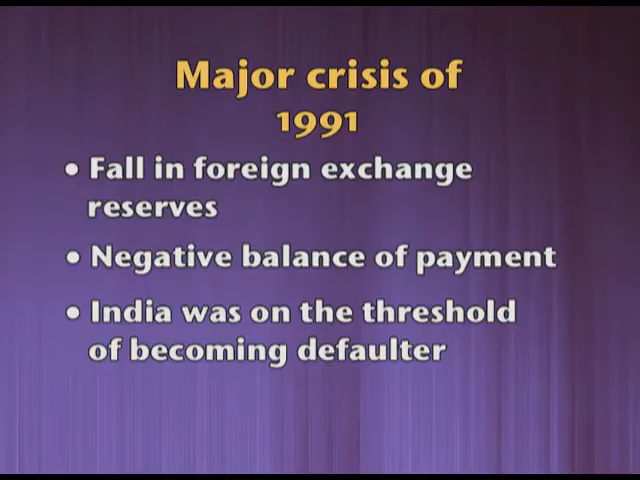 Major crisis of
1991
• Fall in foreign exchange
reserves
• Negative balance of payment
• India was on the threshold
of becoming defaulter